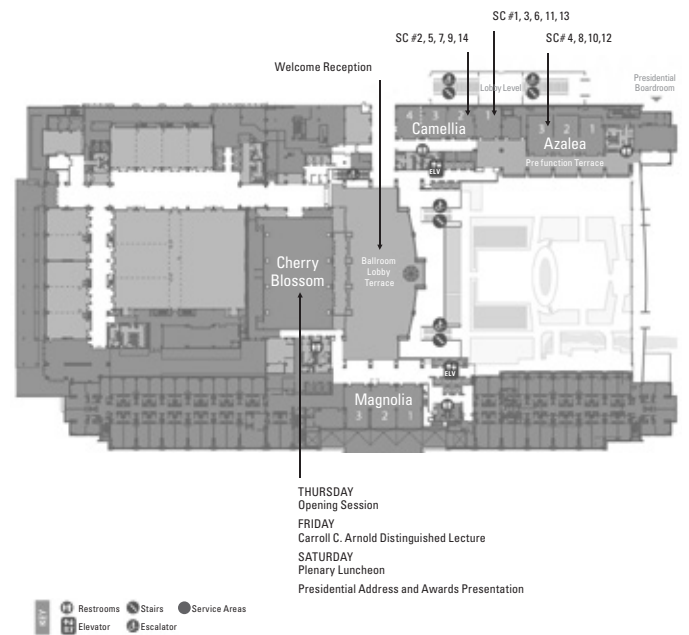 SC #1, 3, 6, 11, 13
SC #2, 5, 7, 9, 14
SC# 4, 8, 10,12
Welcome Reception
Lobby Level
Presidential
Boardroom
4 3 2 1
Camellia
3 2 1
Azalea
Prefunction Terrace
ELV
Cherry
Blossom
Ballroom
Lobby
Terrace
ELV
Magnolia
3 2 1
THURSDAY
Opening Session
FRIDAY
Carroll C. Arnold Distinguished Lecture
SATURDAY
Plenary Luncheon
Presidential Address and Awards Presentation
KEY
Restrooms Stairs Service Areas
Elevator Escalator